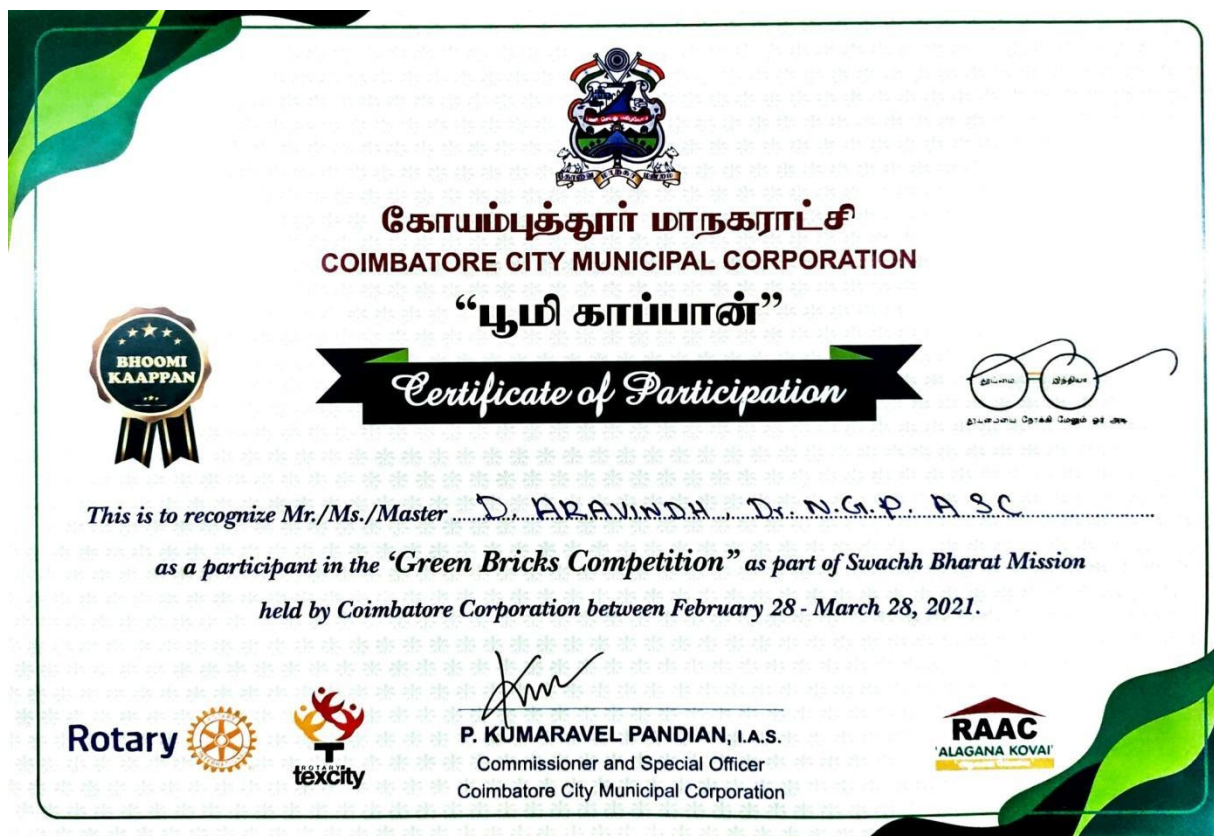 கோயம்புத்தூர் மாநகராட்சி
COIMBATORE CITY MUNICIPAL CORPORATION
“பூமி காப்பான்”
BHOOMI
KAAPPAN
Certificate of Participation
தூய்மை இந்தியா
தூய்மையை நோக்கி மேலும் ஓர் அடி
This is to recognize Mr./Ms./Master D. ARAVINDH, Dr. N.G.P. ASC
as a participant in the "Green Bricks Competition" as part of Swachh Bharat Mission
held by Coimbatore Corporation between February 28 - March 28, 2021.
Rotary
texcity
P. KUMARAVEL PANDIAN, I.A.S.
Commissioner and Special Officer
Coimbatore City Municipal Corporation
RAAC
'ALAGANA KOVAI'